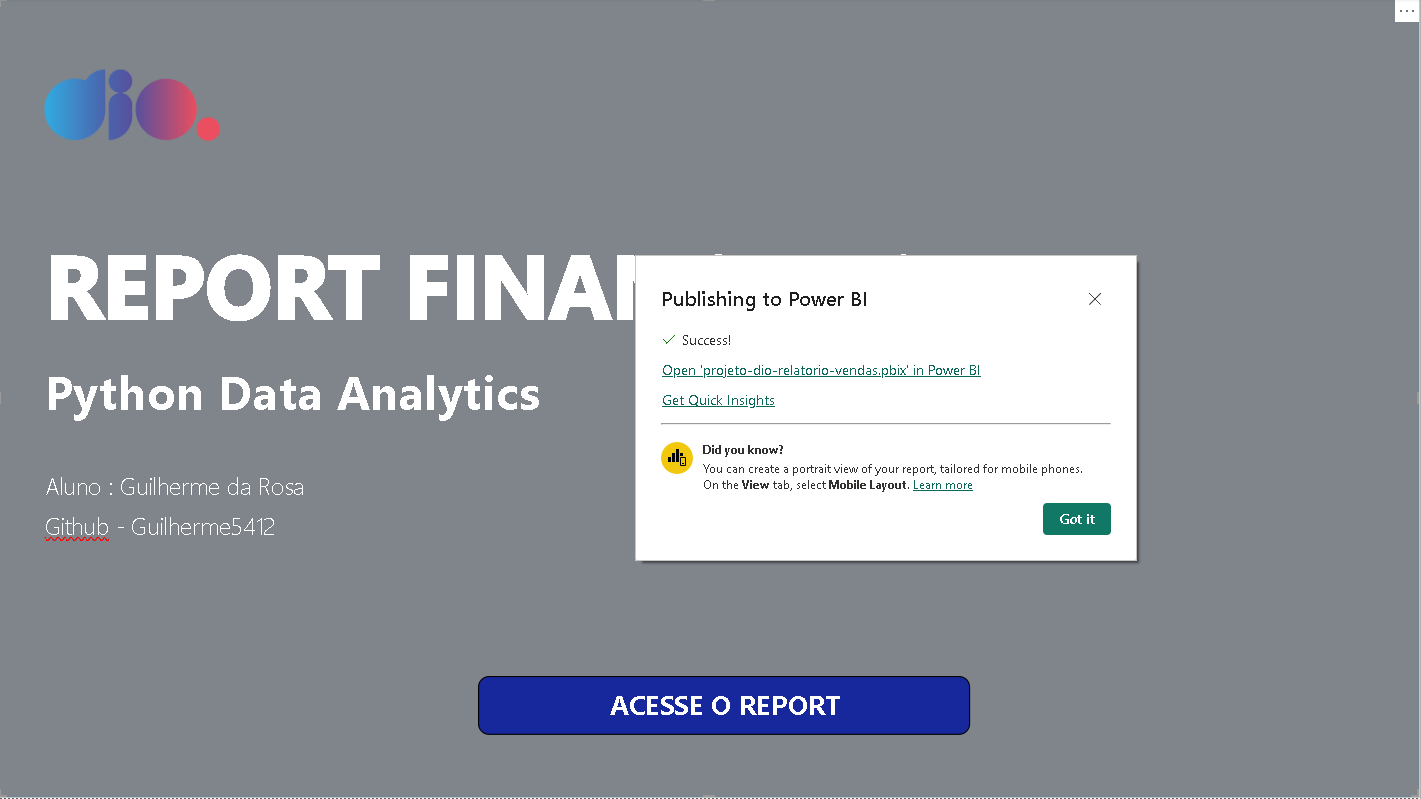 dio.
REPORT FINAN
Publishing to Power BI
Success!
Open 'projeto-dio-relatorio-vendas.pbix' in Power BI
Python Data Analytics
Get Quick Insights
Did you know?
You can create a portrait view of your report, tailored for mobile phones.
On the View tab, select Mobile Layout. Learn more
Aluno : Guilherme da Rosa
Github - Guilherme5412
Got it
ACESSE O REPORT